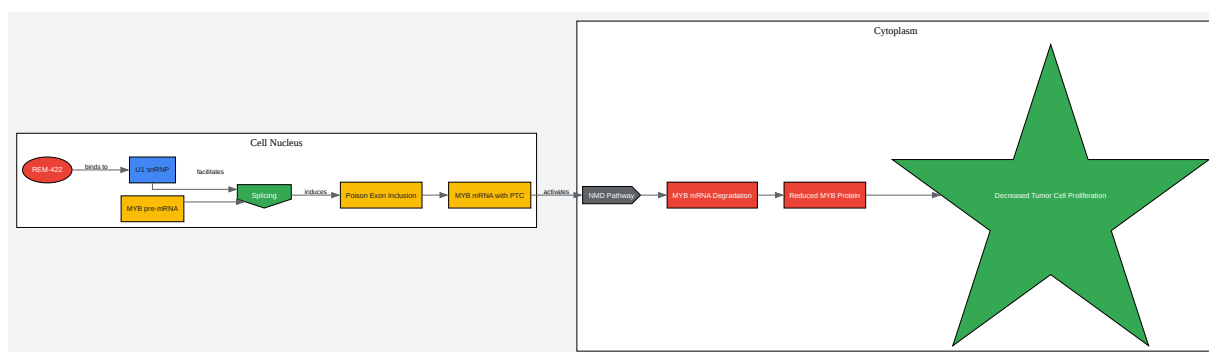 Cell Nucleus
REM-422
binds to
U1 snRNP
facilitates
MYB pre-mRNA
Splicing
induces
Poison Exon Inclusion
MYB mRNA with PTC
activates
Cytoplasm
NMD Pathway
MYB mRNA Degradation
Reduced MYB Protein
Decreased Tumor Cell Proliferation